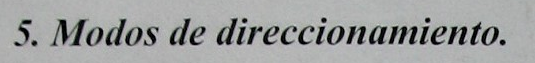 5. Modos de direccionamiento.